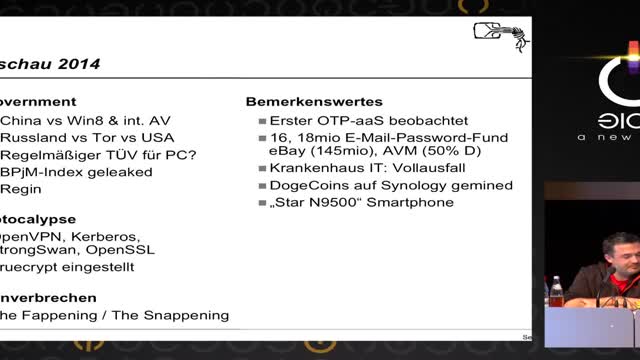 schau 2014
overnment
China vs Win8 & int. AV
Russland vs Tor vs USA
Regelmäßiger TÜV für PC?
BPjM-Index geleaked
Regin
ptocalypse
OpenVPN, Kerberos,
trongSwan, OpenSSL
ruecrypt eingestellt
nverbrechen
he Fappening / The Snappening
Bemerkenswertes
Erster OTP-aaS beobachtet
16, 18mio E-Mail-Password-Fund
eBay (145mio), AVM (50% D)
Krankenhaus IT: Vollausfall
DogeCoins auf Synology gemined
„Star N9500“ Smartphone
Se
a new